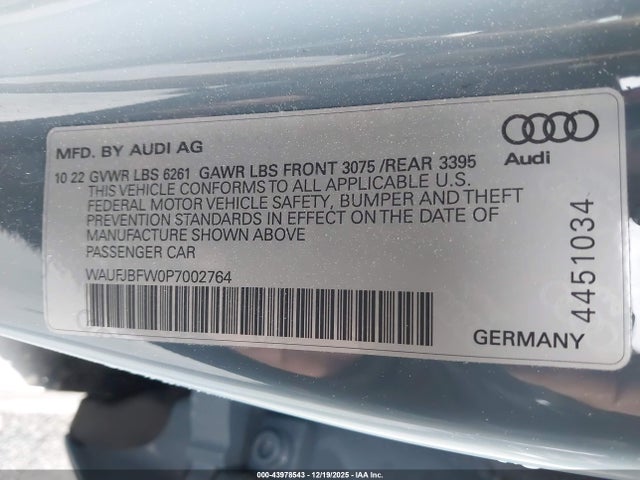 MFD. BY AUDI AG
10 22 GVWR LBS 6261 GAWR LBS FRONT 3075 /REAR 3395
THIS VEHICLE CONFORMS TO ALL APPLICABLE U.S.
FEDERAL MOTOR VEHICLE SAFETY, BUMPER AND THEFT
PREVENTION STANDARDS IN EFFECT ON THE DATE OF
MANUFACTURE SHOWN ABOVE
PASSENGER CAR
WAUFJBFW0P7002764
Audi
4451034
GERMANY
000-43978543 - 12/19/2025 - IAA Inc.